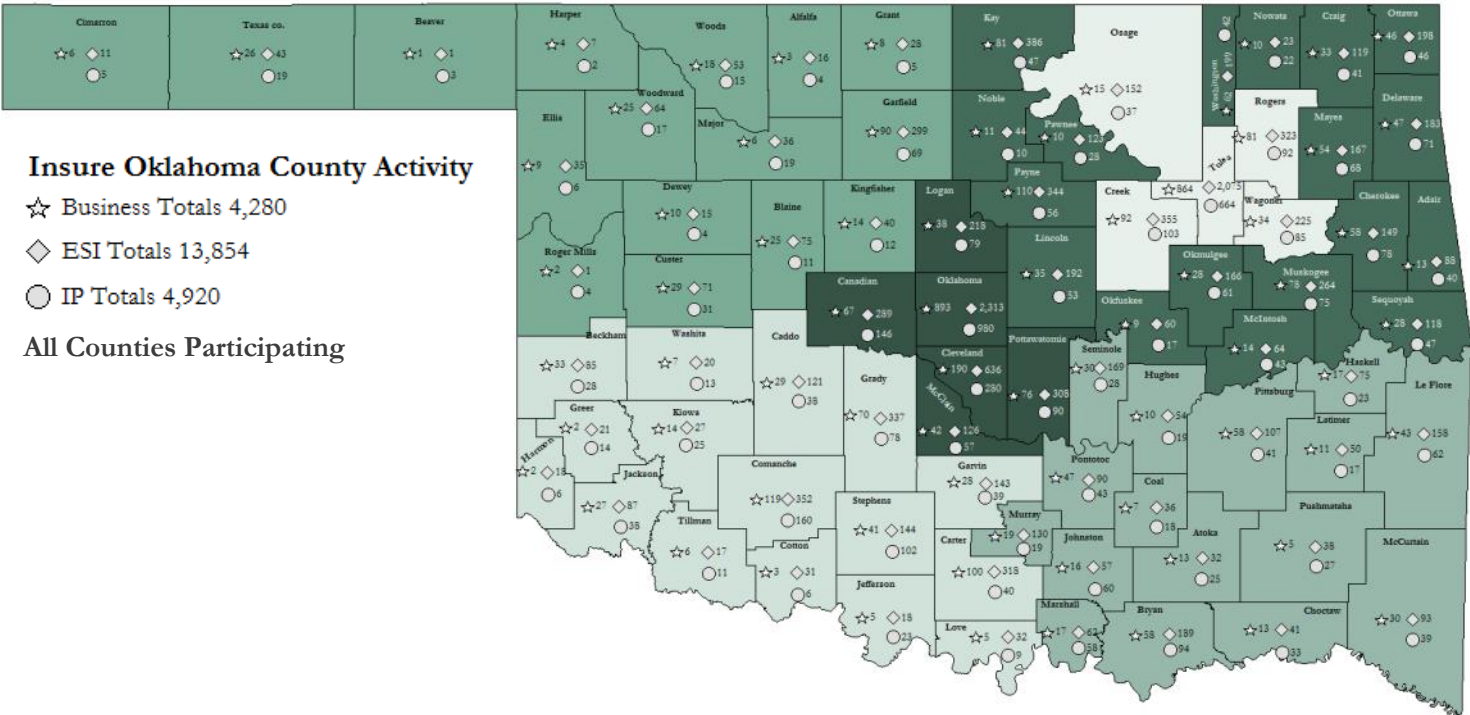 Insure Oklahoma County Activity
Business Totals 4,280
ESI Totals 13,854
IP Totals 4,920
All Counties Participating
Cimarron
6 11
5
Texas co.
26 43
19
Beaver
1 1
3
Harper
4 7
2
Woods
18 53
15
Alfalfa
3 16
4
Grant
8 28
5
Kay
81 386
47
Osage
15 152
37
Washington
62 199
42
Nowata
10 23
22
Craig
33 119
41
Ottawa
46 198
46
Ellis
9 35
6
Woodward
25 64
17
Major
6 36
19
Garfield
90 299
69
Noble
11 44
10
Pawnee
10 123
28
Rogers
81 323
92
Mayes
54 167
68
Delaware
47 183
71
Roger Mills
2 1
4
Dewey
10 15
4
Custer
29 71
31
Blaine
25 75
11
Kingfisher
14 40
12
Logan
38 218
79
Payne
110 344
56
Creek
92 355
103
Tulsa
864 2,075
664
Wagoner
34 225
85
Cherokee
58 149
78
Adair
13 88
40
Canadian
67 289
146
Oklahoma
893 2,313
980
Lincoln
35 192
53
Okmulgee
28 166
61
Muskogee
78 264
75
Sequoyah
28 118
47
Okfuskee
9 60
17
McIntosh
14 64
43
Beckham
33 85
28
Washita
7 20
13
Caddo
29 121
38
Grady
70 337
78
Cleveland
190 636
280
McClain
42 126
57
Pottawatomie
76 308
90
Seminole
30 169
28
Hughes
10 54
19
Pittsburg
58 107
41
Haskell
17 75
23
Latimer
11 50
17
Le Flore
43 158
62
Greer
2 21
14
Kiowa
14 27
25
Harmon
2 18
6
Jackson
27 87
38
Tillman
6 17
11
Comanche
119 352
160
Cotton
3 31
6
Stephens
41 144
102
Jefferson
5 18
23
Garvin
28 143
39
Murray
19 130
19
Carter
100 318
40
Love
5 32
9
Pontotoc
47 90
43
Coal
7 36
18
Johnston
16 57
60
Atoka
13 32
25
Pushmataha
5 38
27
McCurtain
30 93
39
Marshall
17 62
58
Bryan
58 189
94
Choctaw
13 41
33